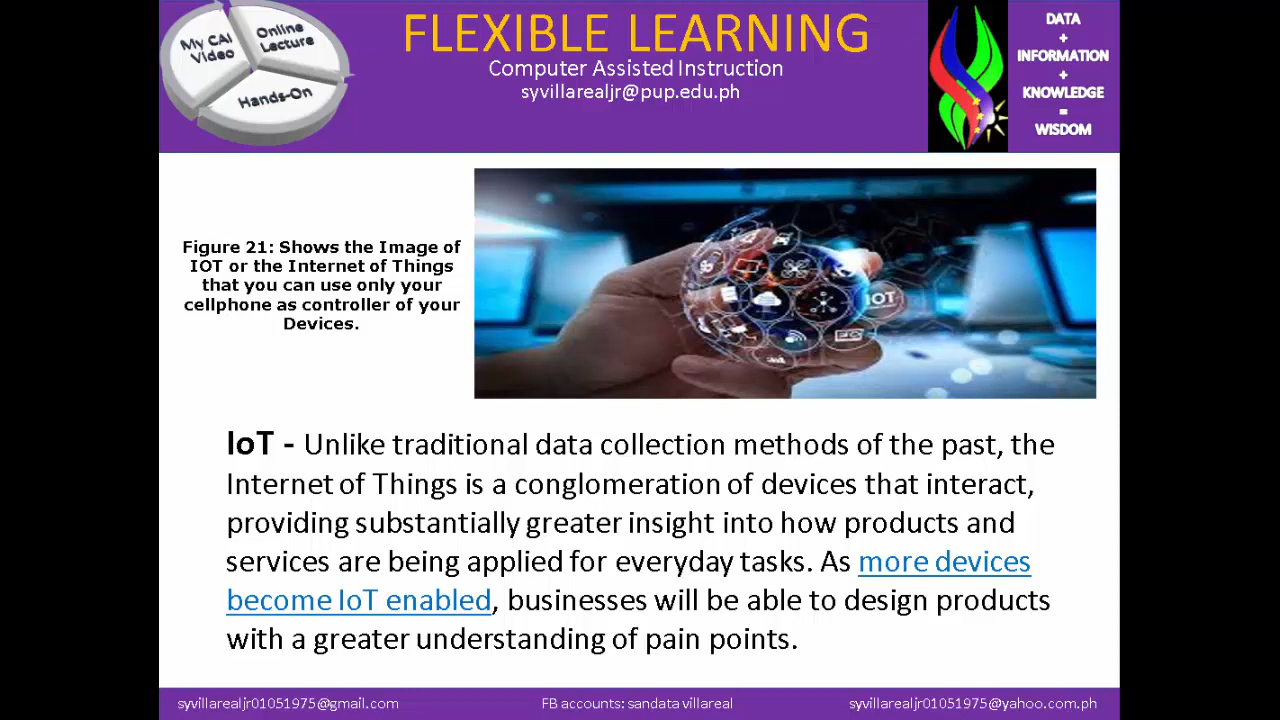 My CAI
Video
Online
Lecture
Hands-On
FLEXIBLE LEARNING
Computer Assisted Instruction
syvillarealjr@pup.edu.ph
DATA
+
INFORMATION
+
KNOWLEDGE
=
WISDOM
Figure 21: Shows the Image of
IOT or the Internet of Things
that you can use only your
cellphone as controller of your
Devices.
IOT
IoT - Unlike traditional data collection methods of the past, the
Internet of Things is a conglomeration of devices that interact,
providing substantially greater insight into how products and
services are being applied for everyday tasks. As more devices
become IoT enabled, businesses will be able to design products
with a greater understanding of pain points.
syvillarealjr01051975@gmail.com
FB accounts: sandata villareal
syvillarealjr01051975@yahoo.com.ph